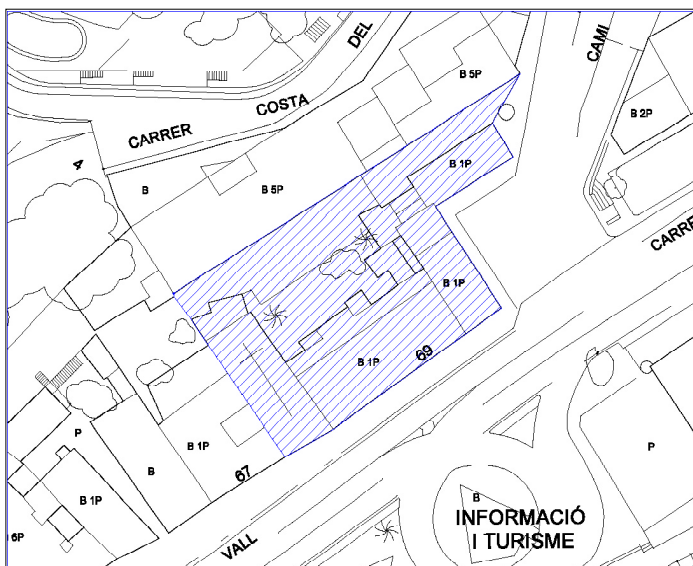 DEL
COSTA
CARRER
CAMI
B 5P
B 2P
4
B
B 5P
B 1P
CARRE
B 1P
69
B 1P
P
B 1P
67
B
P
B 1P
6P
VALL
B
INFORMACIÓ
I TURISME